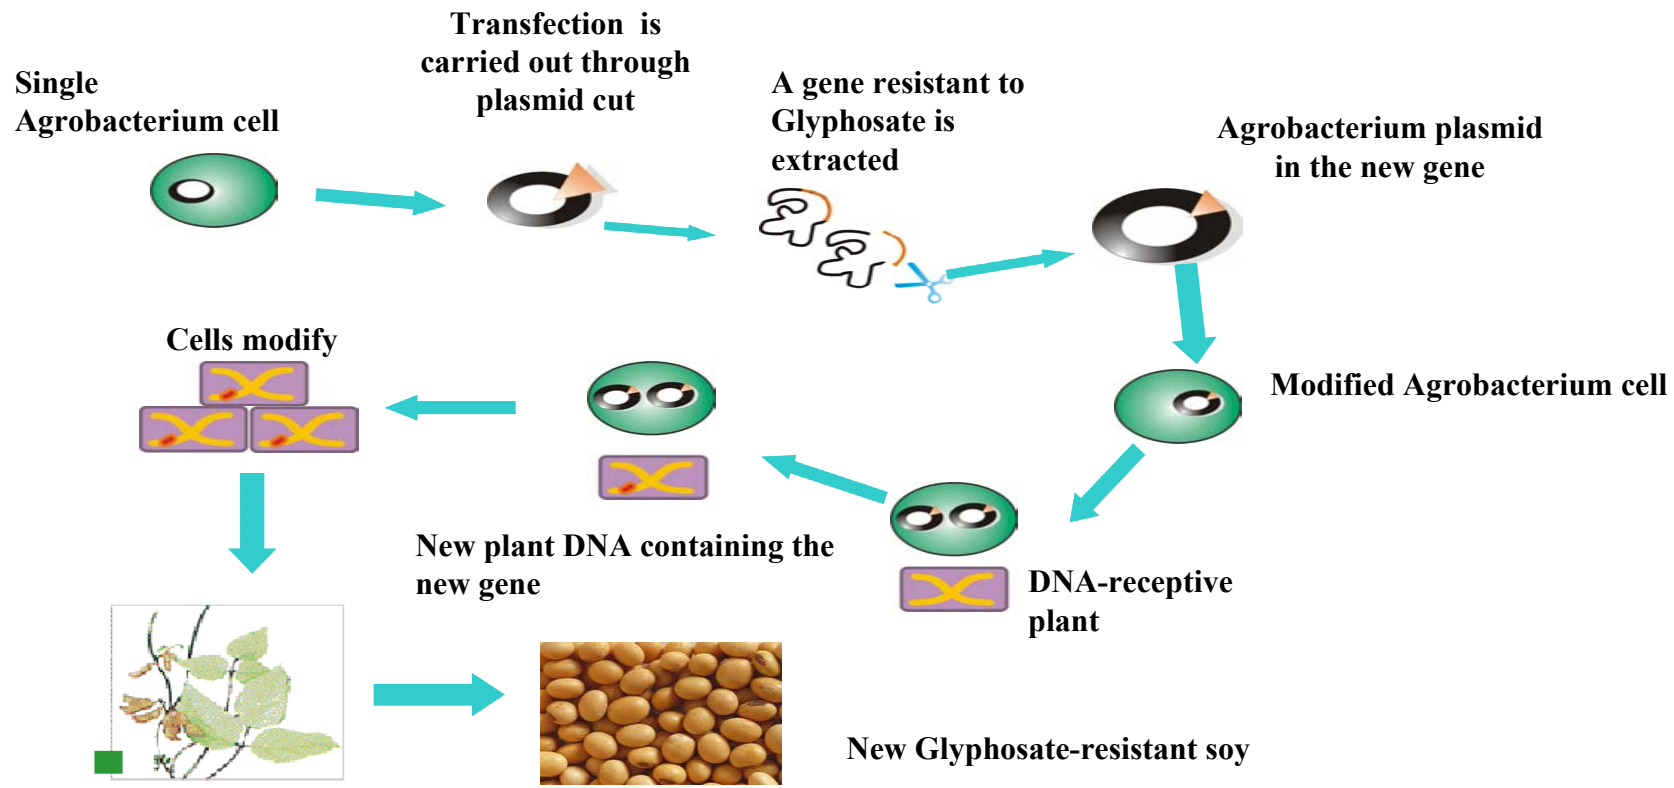 Single
Agrobacterium cell
Transfection is
carried out through
plasmid cut
A gene resistant to
Glyphosate is
extracted
Agrobacterium plasmid
in the new gene
Modified Agrobacterium cell
DNA-receptive
plant
New plant DNA containing the
new gene
Cells modify
New Glyphosate-resistant soy